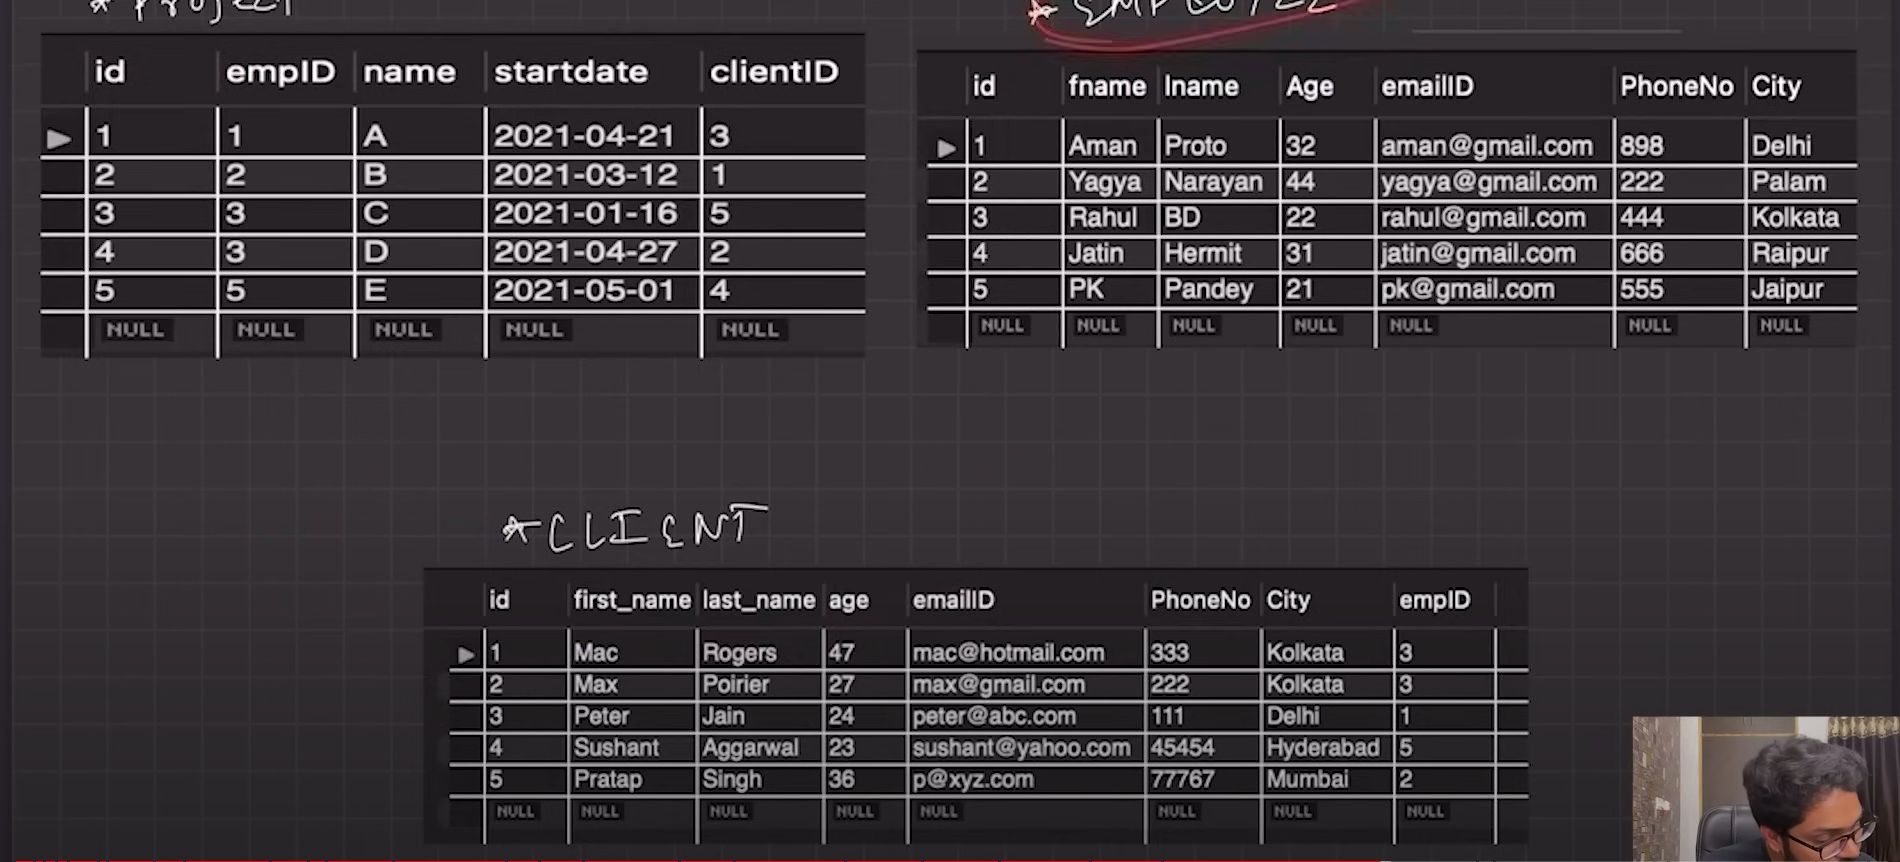 * Project
* EMPLOYEE
id empID name startdate clientID
1 1 A 2021-04-21 3
2 2 B 2021-03-12 1
3 3 C 2021-01-16 5
4 3 D 2021-04-27 2
5 5 E 2021-05-01 4
NULL NULL NULL NULL NULL
id fname lname Age emailID PhoneNo City
1 Aman Proto 32 aman@gmail.com 898 Delhi
2 Yagya Narayan 44 yagya@gmail.com 222 Palam
3 Rahul BD 22 rahul@gmail.com 444 Kolkata
4 Jatin Hermit 31 jatin@gmail.com 666 Raipur
5 PK Pandey 21 pk@gmail.com 555 Jaipur
NULL NULL NULL NULL NULL NULL NULL
* CLIENT
id first_name last_name age emailID PhoneNo City empID
1 Mac Rogers 47 mac@hotmail.com 333 Kolkata 3
2 Max Poirier 27 max@gmail.com 222 Kolkata 3
3 Peter Jain 24 peter@abc.com 111 Delhi 1
4 Sushant Aggarwal 23 sushant@yahoo.com 45454 Hyderabad 5
5 Pratap Singh 36 p@xyz.com 77767 Mumbai 2
NULL NULL NULL NULL NULL NULL NULL NULL